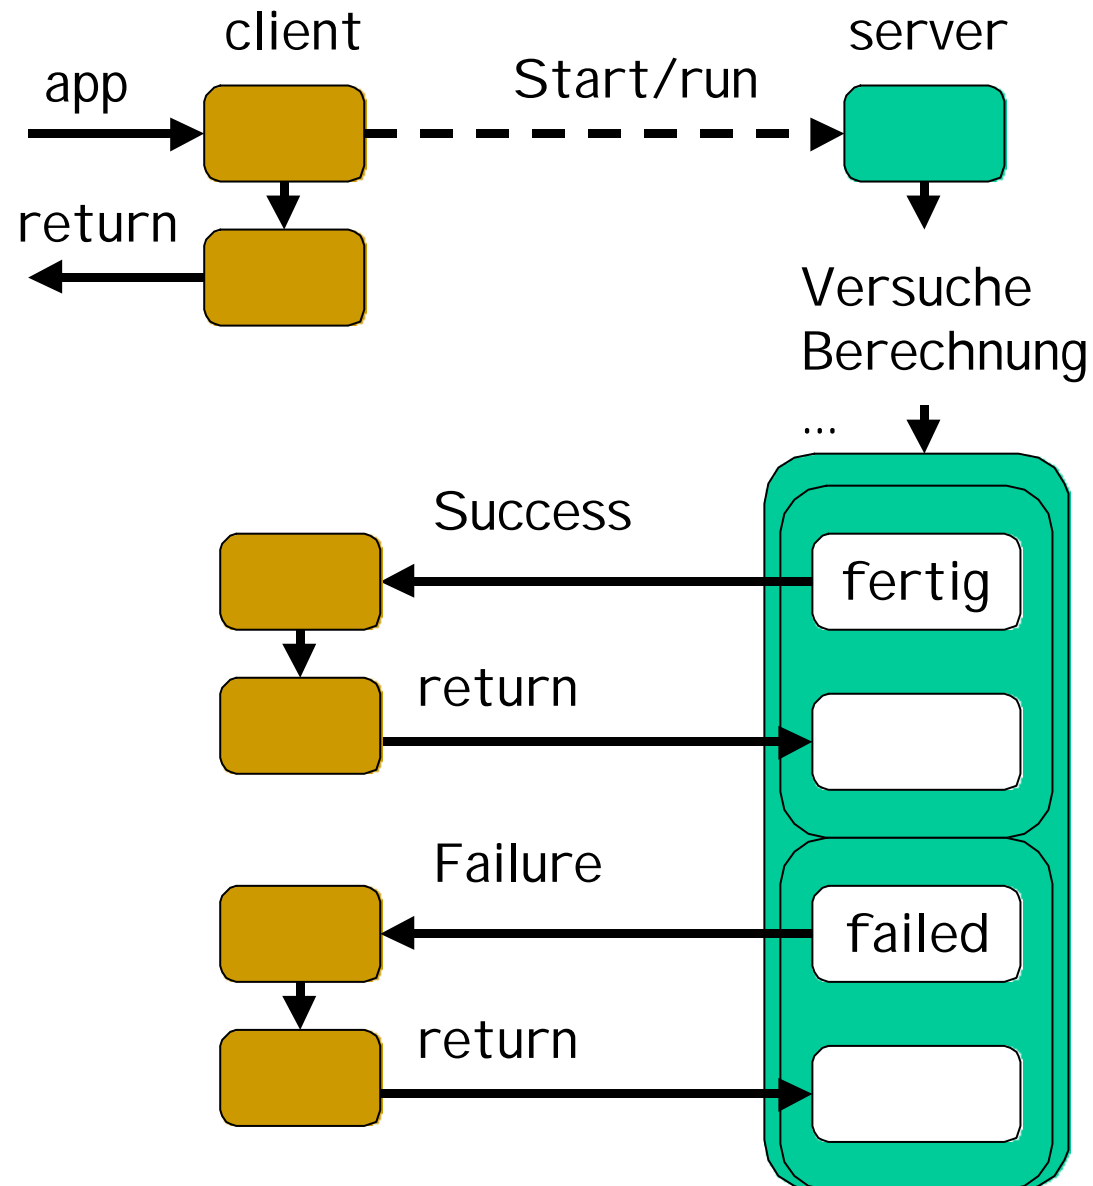 client
server
app
Start/run
return
Versuche
Berechnung
...
Success
fertig
return
Failure
failed
return